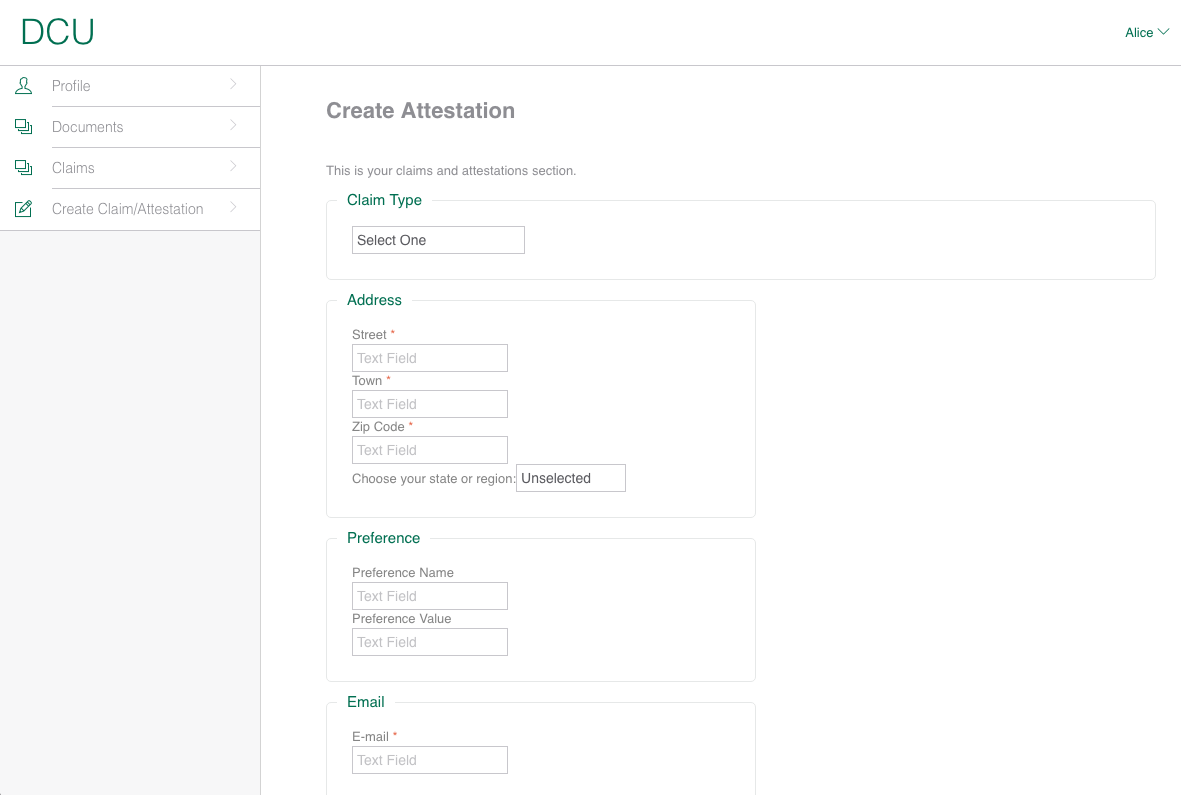 DCU
Alice
Profile
Documents
Claims
Create Claim/Attestation
Create Attestation
This is your claims and attestations section.
Claim Type
Select One
Address
Street *
Text Field
Town *
Text Field
Zip Code *
Text Field
Choose your state or region: Unselected
Preference
Preference Name
Text Field
Preference Value
Text Field
Email
E-mail *
Text Field